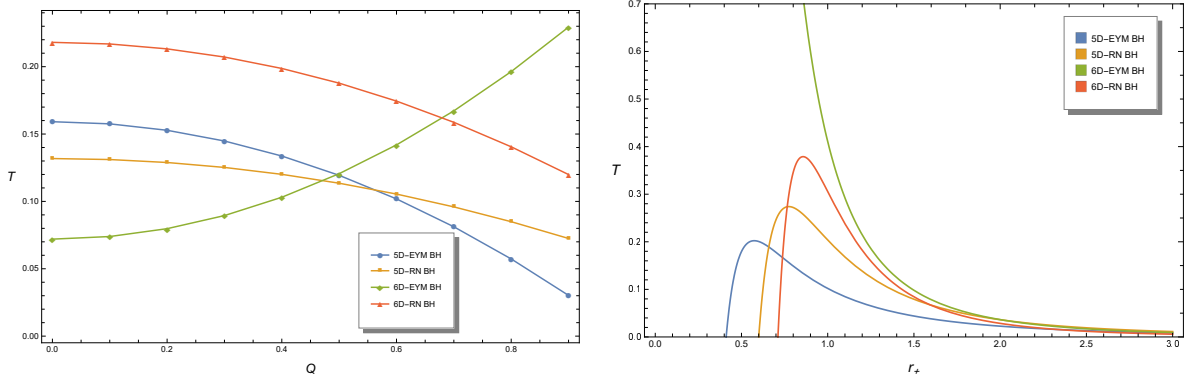 T
0.20
0.15
0.10
0.05
0.00
0.0
0.2
0.4
0.6
0.8
Q
5D-EYM BH
5D-RN BH
6D-EYM BH
6D-RN BH
T
0.7
0.6
0.5
0.4
0.3
0.2
0.1
0.0
0.0
0.5
1.0
1.5
2.0
2.5
3.0
r+
5D-EYM BH
5D-RN BH
6D-EYM BH
6D-RN BH